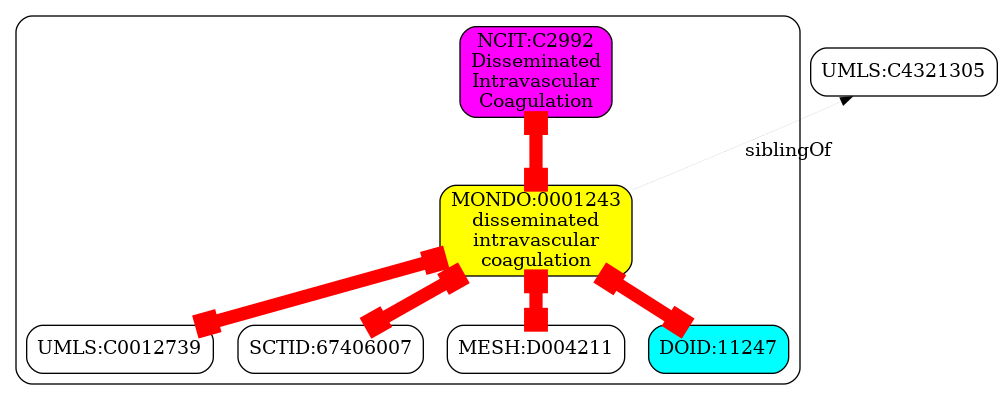 NCIT:C2992
Disseminated
Intravascular
Coagulation
UMLS:C4321305
siblingOf
MONDO:0001243
disseminated
intravascular
coagulation
UMLS:C0012739
SCTID:67406007
MESH:D004211
DOID:11247